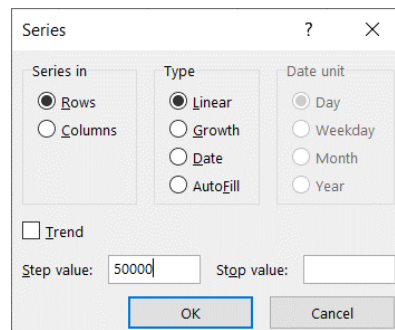 Series ?
Series in Type Date unit
Rows Linear Day
Columns Growth Weekday
Date Month
AutoFill Year
Trend
Step value: 50000 Stop value:
OK Cancel